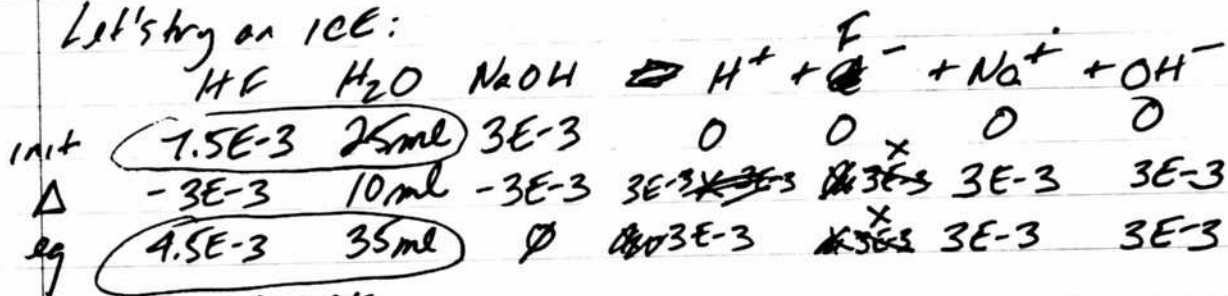 Let's try an ICE:
HF H2O NaOH ⇌ H+ + F- + Na+ + OH-
init 7.5E-3 25ml 3E-3 0 0 0 0
Δ -3E-3 10ml -3E-3 3E-3 x 3E-3 3E-3
eq 4.5E-3 35ml Ø 3E-3 x 3E-3 3E-3